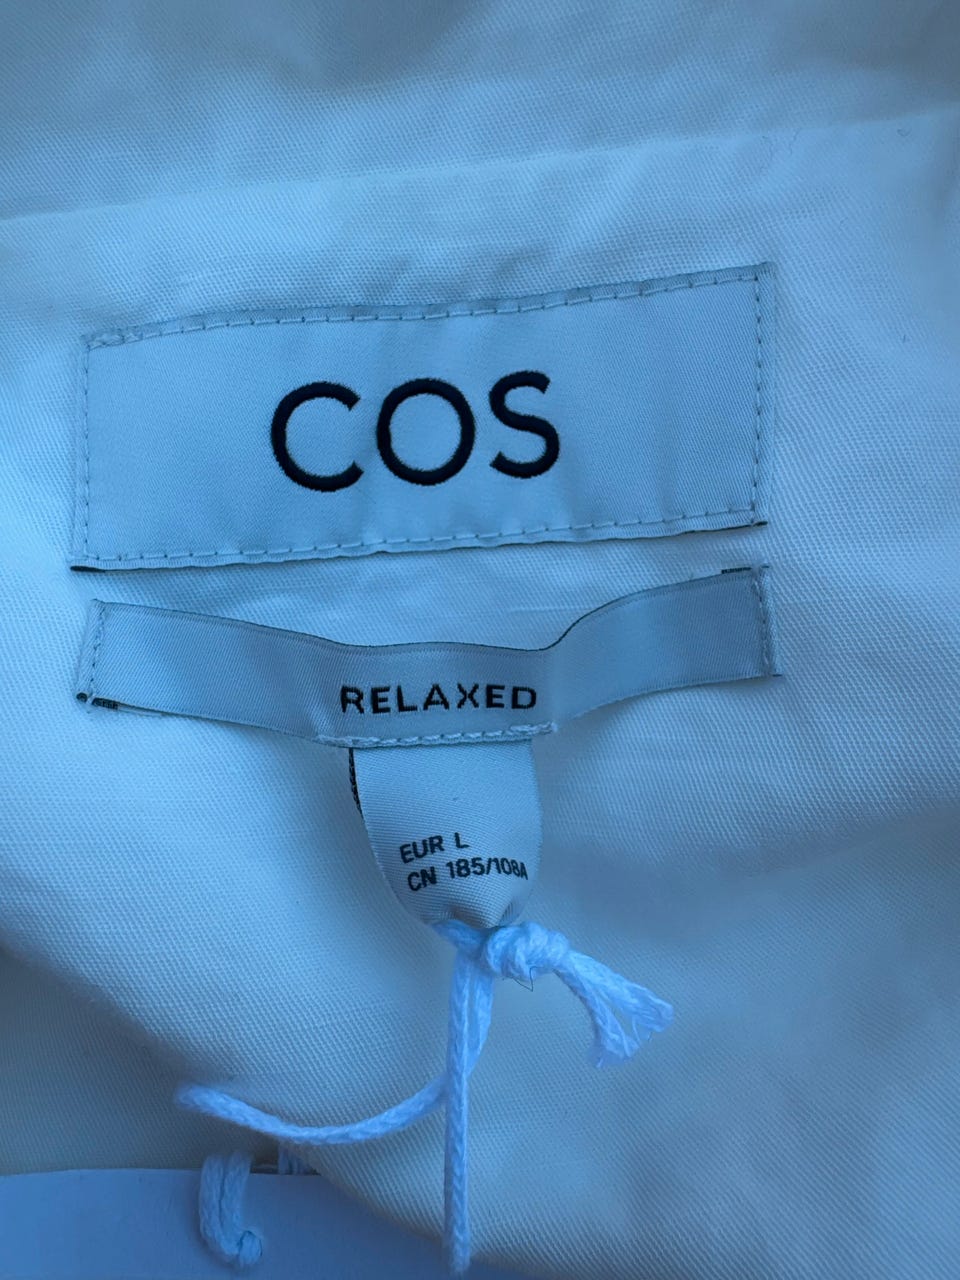 COS
RELAXED
EUR L
CN 185/108A